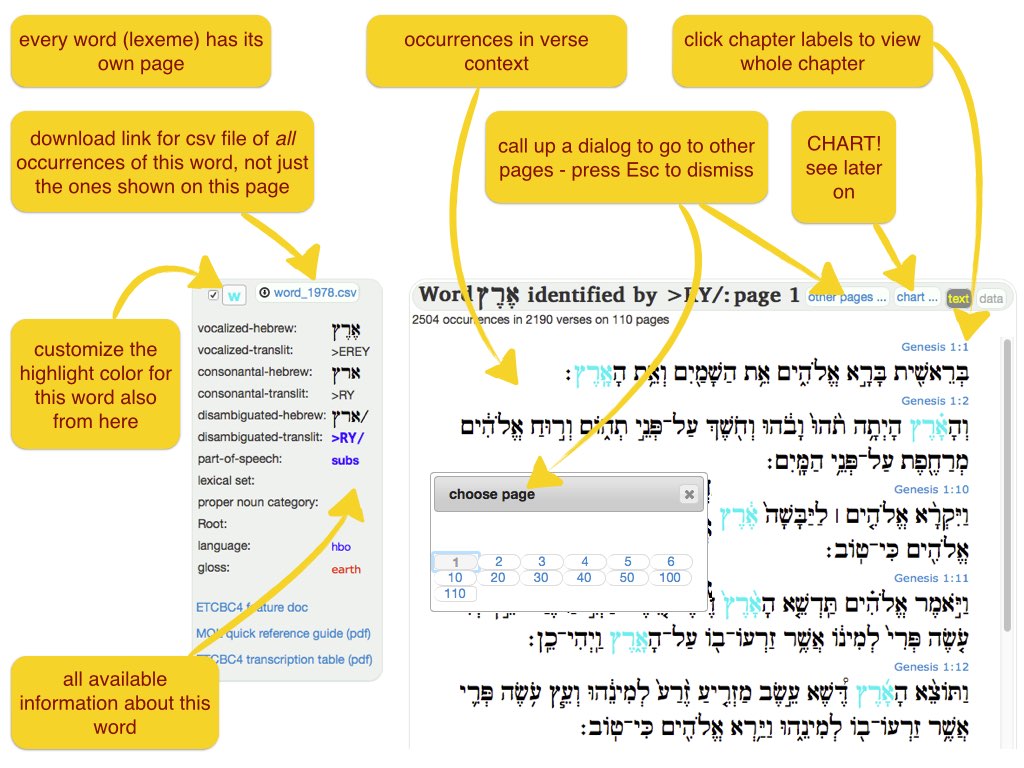 every word (lexeme) has its
own page
occurrences in verse
context
click chapter labels to view
whole chapter
download link for csv file of all
occurrences of this word, not just
the ones shown on this page
call up a dialog to go to other
pages - press Esc to dismiss
CHART!
see later
on
customize the
highlight color for
this word also
from here
all available
information about this
word
w
word_1978.csv
vocalized-hebrew: אֶרֶץ
vocalized-translit: >EREY
consonantal-hebrew: ארץ
consonantal-translit: >RY
disambiguated-hebrew: ארץ/
disambiguated-translit: >RY/
part-of-speech: subs
lexical set:
proper noun category:
Root:
language: hbo
gloss: earth
ETCBC4 feature doc
MQL quick reference guide (pdf)
ETCBC4 transcription table (pdf)
Word אֶרֶץ identified by >RY/: page 1 other pages ... chart ... text data
2504 occurrences in 2190 verses on 110 pages
Genesis 1:1
בְּרֵאשִׁ֖ית בָּרָ֣א אֱלֹהִ֑ים אֵ֥ת הַשָּׁמַ֖יִם וְאֵ֥ת הָאָֽרֶץ׃
Genesis 1:2
וְהָאָ֗רֶץ הָיְתָ֥ה תֹ֙הוּ֙ וָבֹ֔הוּ וְחֹ֖שֶׁךְ עַל־פְּנֵ֣י תְהֹ֑ום וְר֣וּחַ אֱלֹהִ֔ים
מְרַחֶ֖פֶת עַל־פְּנֵ֥י הַמָּֽיִם׃
Genesis 1:10
וַיִּקְרָ֨א אֱלֹהִ֤ים ׀ לַיַּבָּשָׁה֙ אֶ֔רֶץ
אֱלֹהִ֖ים כִּי־טֹֽוב׃
Genesis 1:11
וַיֹּ֣אמֶר אֱלֹהִ֗ים תַּֽדְשֵׁ֤א הָאָ֙רֶץ֙
עֹ֤שֶׂה פְּרִי֙ לְמִינֹ֔ו אֲשֶׁ֥ר זַרְעֹו־בֹ֖ו עַל־הָאָ֑רֶץ וַֽיְהִי־כֵֽן׃
Genesis 1:12
וַתֹּוצֵ֨א הָאָ֜רֶץ דֶּ֠שֶׁא עֵ֣שֶׂב מַזְרִ֤יעַ זֶ֙רַע֙ לְמִינֵ֔הוּ וְעֵ֧ץ עֹֽשֶׂה־פְּרִ֛י
אֲשֶׁ֥ר זַרְעֹו־בֹ֖ו לְמִינֵ֑הוּ וַיַּ֥רְא אֱלֹהִ֖ים כִּי־טֹֽוב׃
choose page
1 2 3 4 5 6
10 20 30 40 50 100
110